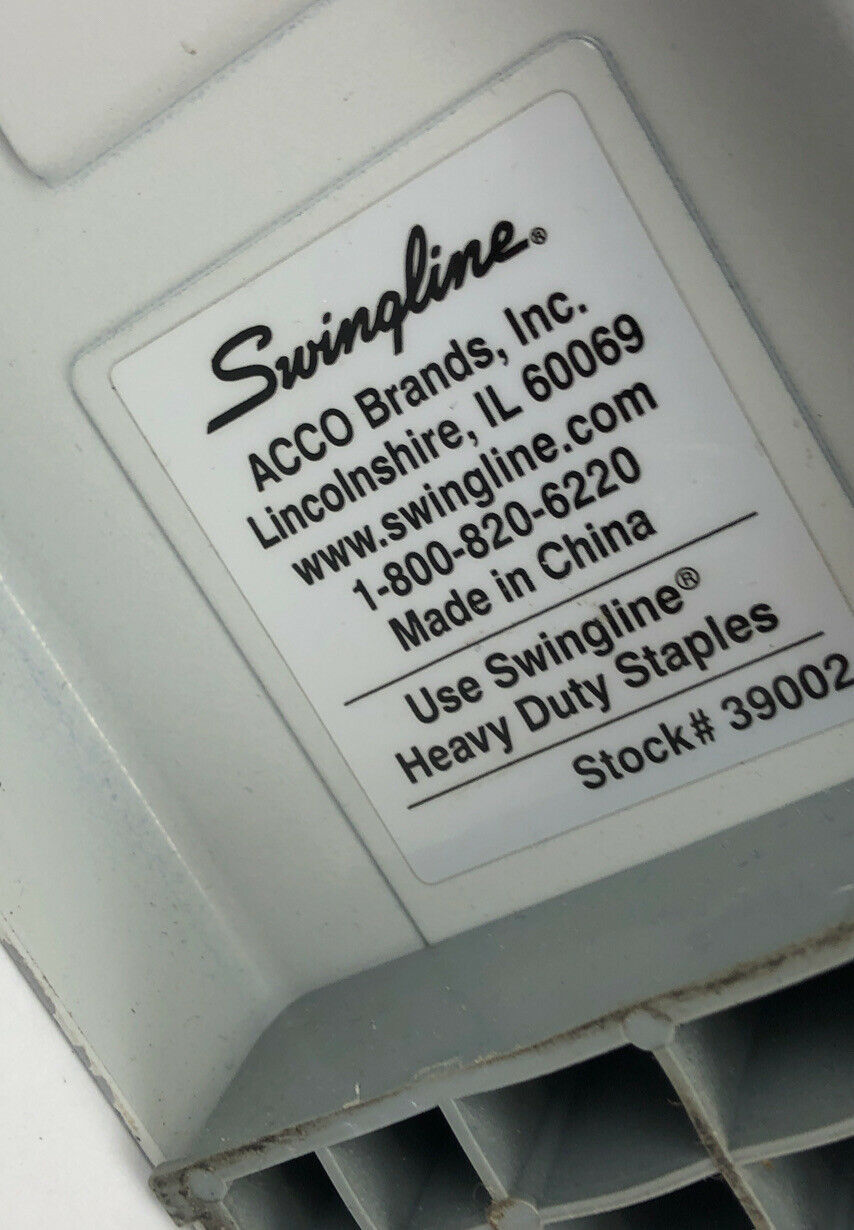 Swingline®
ACCO Brands, Inc.
Lincolnshire, IL 60069
www.swingline.com
1-800-820-6220
Made in China
Use Swingline®
Heavy Duty Staples
Stock# 39002